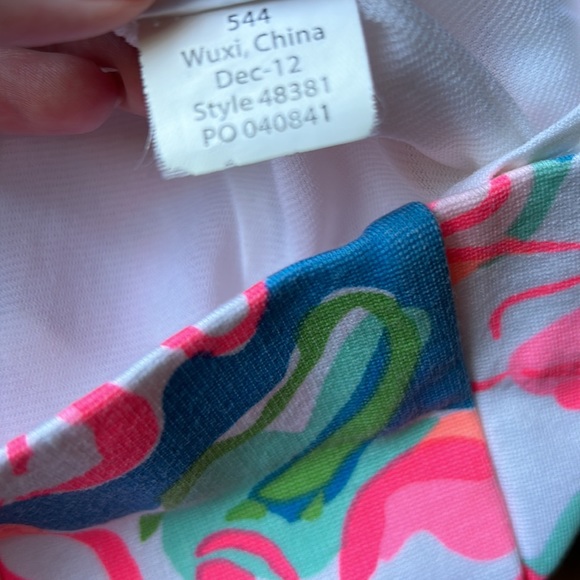 544
Wuxi, China
Dec-12
Style 48381
PO 040841